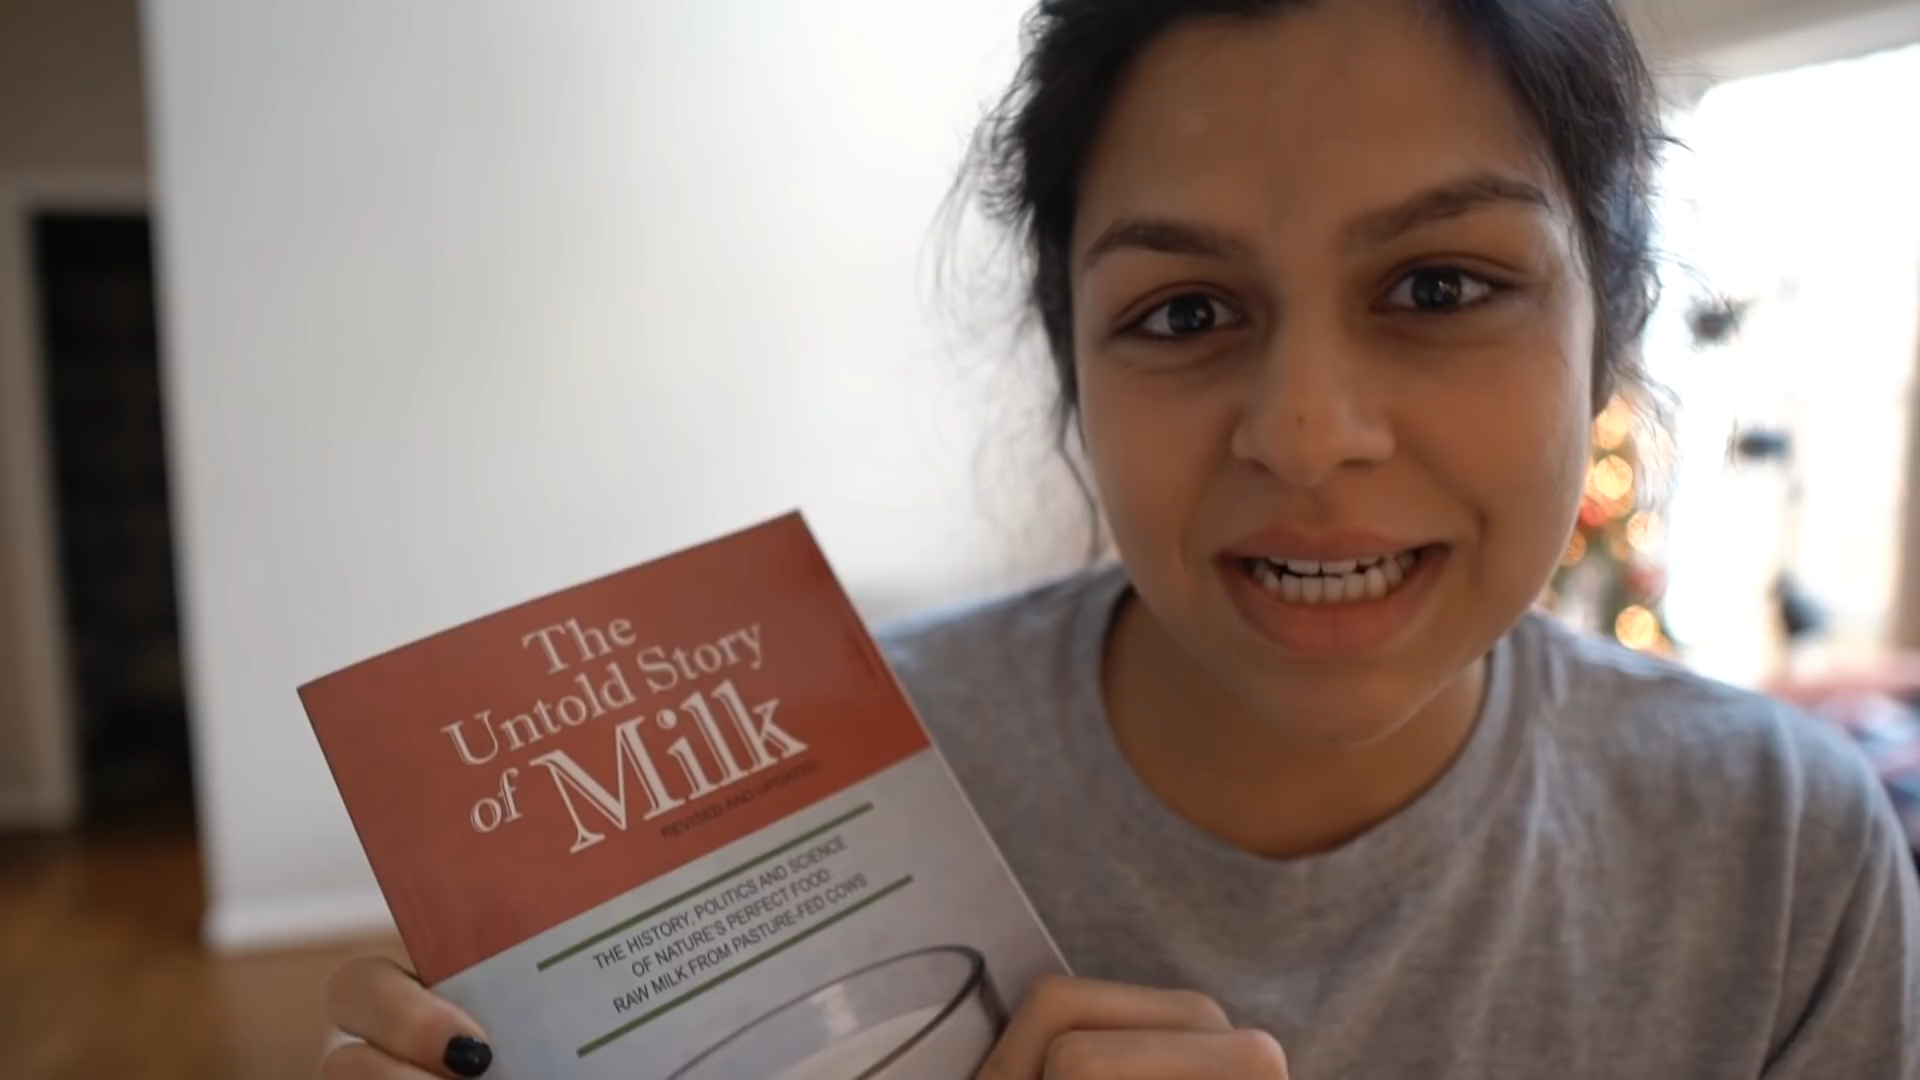 The
Untold Story
of Milk
REVISED AND UPDATED
THE HISTORY, POLITICS AND SCIENCE
OF NATURE'S PERFECT FOOD:
RAW MILK FROM PASTURE-FED COWS